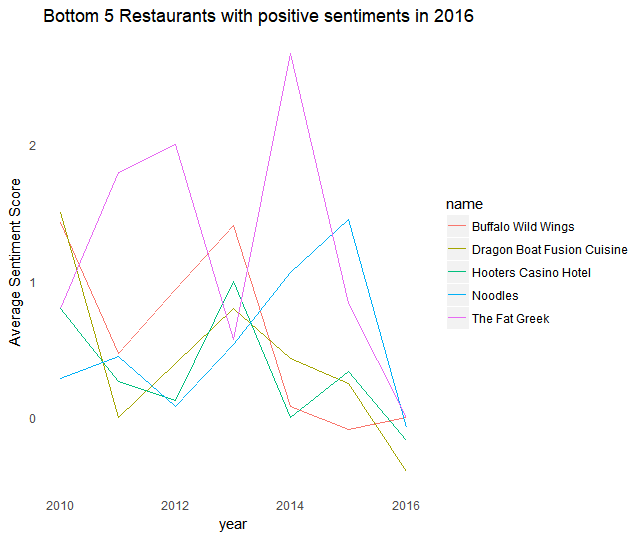 Bottom 5 Restaurants with positive sentiments in 2016
Average Sentiment Score
2
1
0
2010 2012 2014 2016
year
name
Buffalo Wild Wings
Dragon Boat Fusion Cuisine
Hooters Casino Hotel
Noodles
The Fat Greek